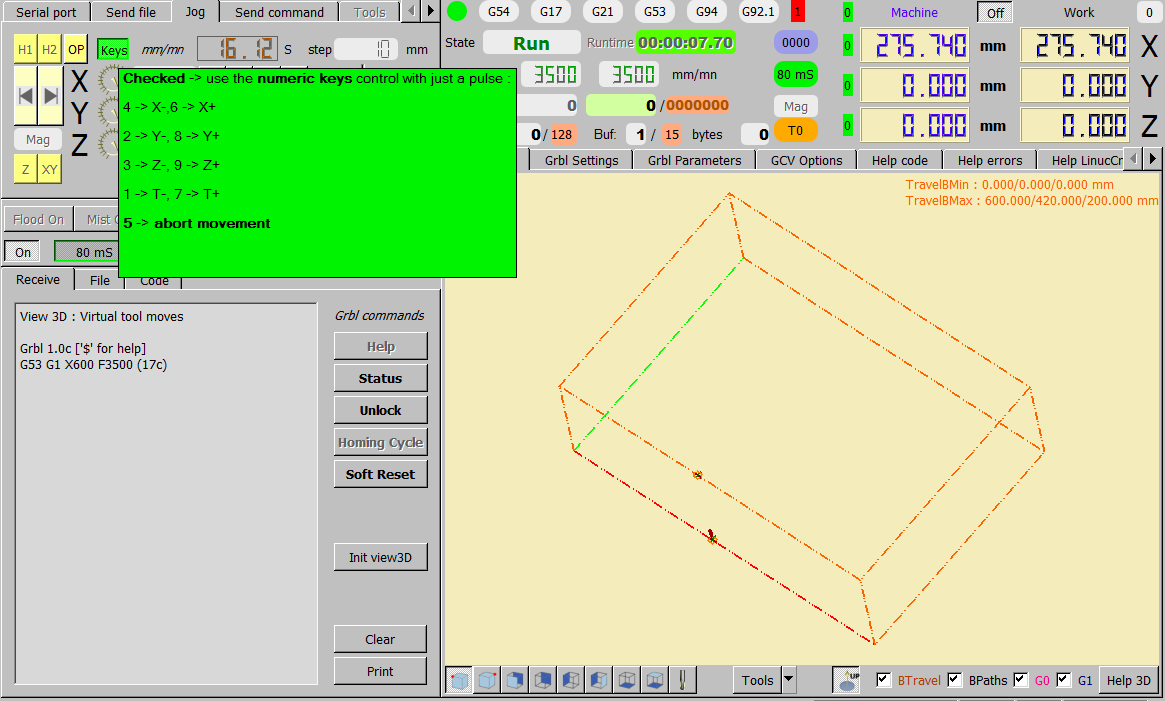 Serial port Send file Jog Send command Tools
H1 H2 OP Keys mm/mn 16.12 S step 10 mm
X
Y
Z
Mag
Z XY
Checked -> use the numeric keys control with just a pulse :
4 -> X-,6 -> X+
2 -> Y-, 8 -> Y+
3 -> Z-, 9 -> Z+
1 -> T-, 7 -> T+
5 -> abort movement
Flood On Mist
On 80 mS
Receive File Code
View 3D : Virtual tool moves
Grbl 1.0c ['$' for help]
G53 G1 X600 F3500 (17c)
Grbl commands
Help
Status
Unlock
Homing Cycle
Soft Reset
Init view3D
Clear
Print
G54 G17 G21 G53 G94 G92.1 1
State Run Runtime 00:00:07.70 0000
3500 3500 mm/mn 80 mS
0 0 /0000000 Mag
0/ 128 Buf: 1 / 15 bytes 0 T0
0 Machine Off Work 0
0 275.740 mm 275.740 X
0 0.000 mm 0.000 Y
0 0.000 mm 0.000 Z
Grbl Settings Grbl Parameters GCV Options Help code Help errors Help LinucCr
TravelBMin : 0.000/0.000/0.000 mm
TravelBMax : 600.000/420.000/200.000 mm
Tools UP BTravel BPaths G0 G1 Help 3D